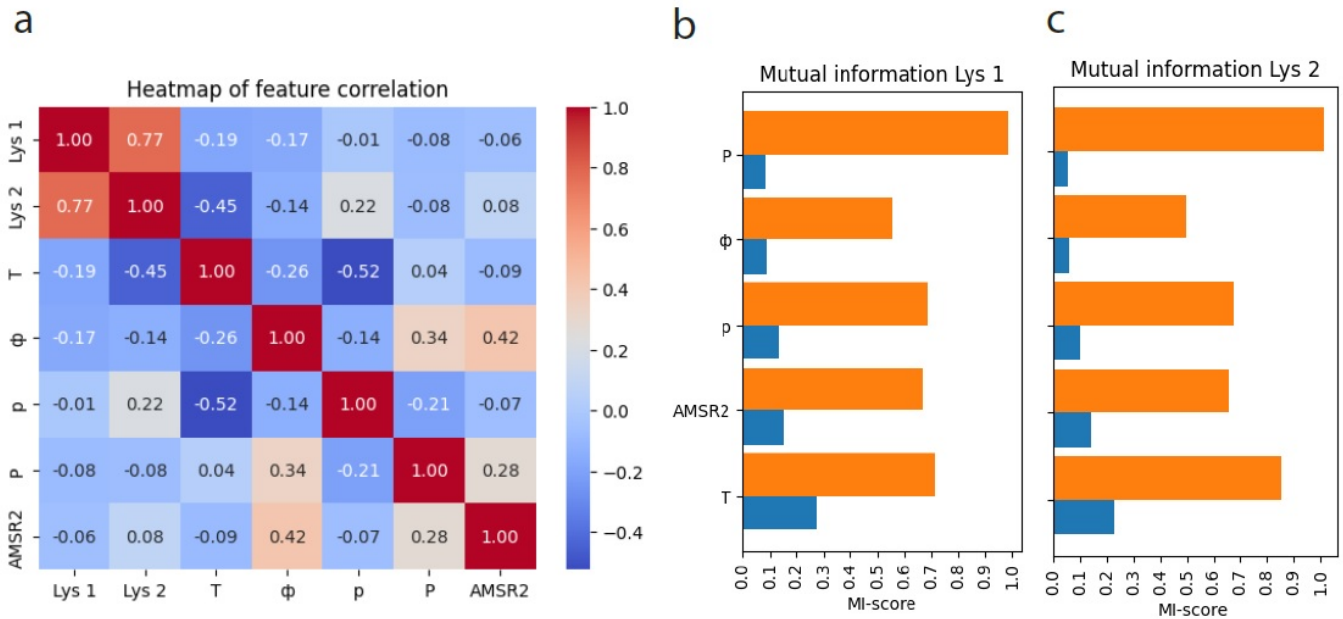 a
Heatmap of feature correlation
Lys 1 1.00 0.77 -0.19 -0.17 -0.01 -0.08 -0.06
Lys 2 0.77 1.00 -0.45 -0.14 0.22 -0.08 0.08
T -0.19 -0.45 1.00 -0.26 -0.52 0.04 -0.09
ф -0.17 -0.14 -0.26 1.00 -0.14 0.34 0.42
p -0.01 0.22 -0.52 -0.14 1.00 -0.21 -0.07
P -0.08 -0.08 0.04 0.34 -0.21 1.00 0.28
AMSR2 -0.06 0.08 -0.09 0.42 -0.07 0.28 1.00
Lys 1 Lys 2 T ф p P AMSR2
1.0
0.8
0.6
0.4
0.2
0.0
−0.2
−0.4
b
Mutual information Lys 1
P
ф
p
AMSR2
T
0.0 0.1 0.2 0.3 0.4 0.5 0.6 0.7 0.8 0.9 1.0
MI-score
c
Mutual information Lys 2
0.0 0.1 0.2 0.3 0.4 0.5 0.6 0.7 0.8 0.9 1.0
MI-score